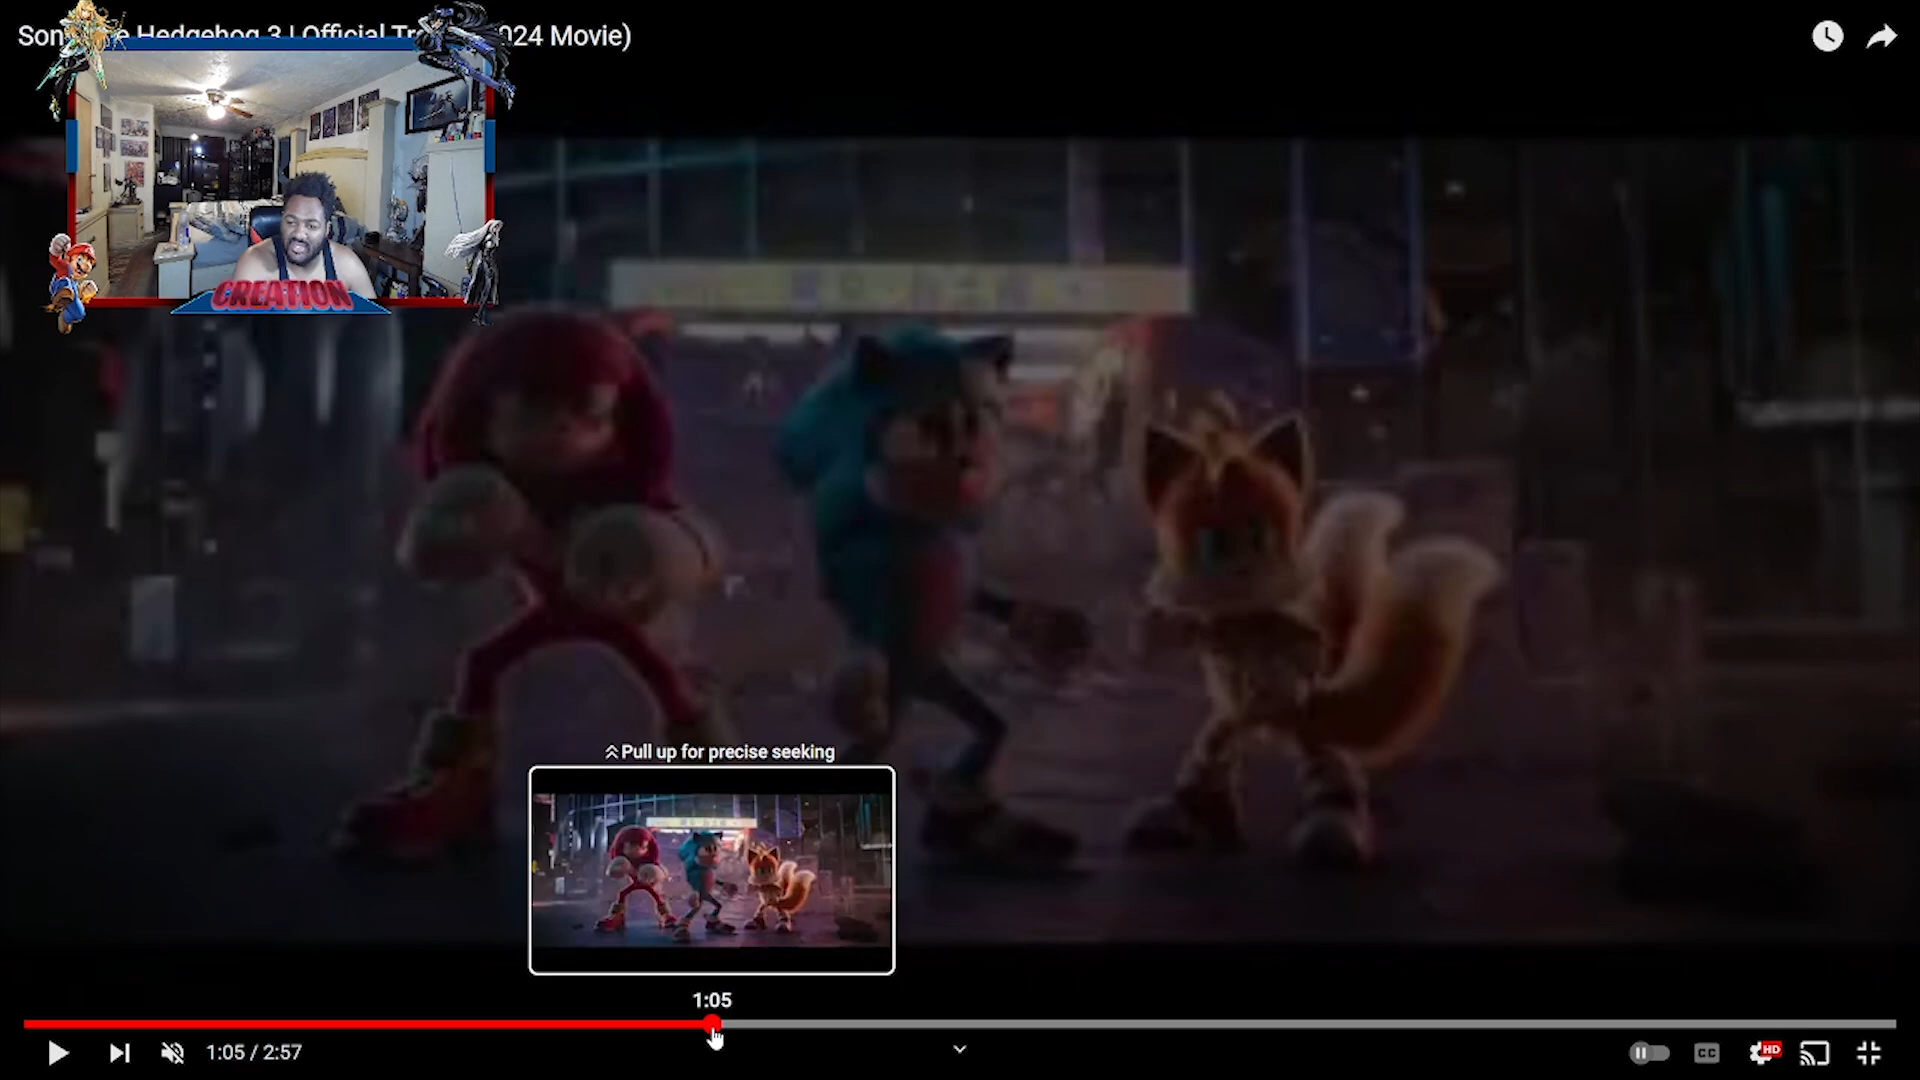 Son e Hedgehog 3 | Official Tr 024 Movie)
CREATION
Pull up for precise seeking
1:05
1:05 / 2:57
CC
HD